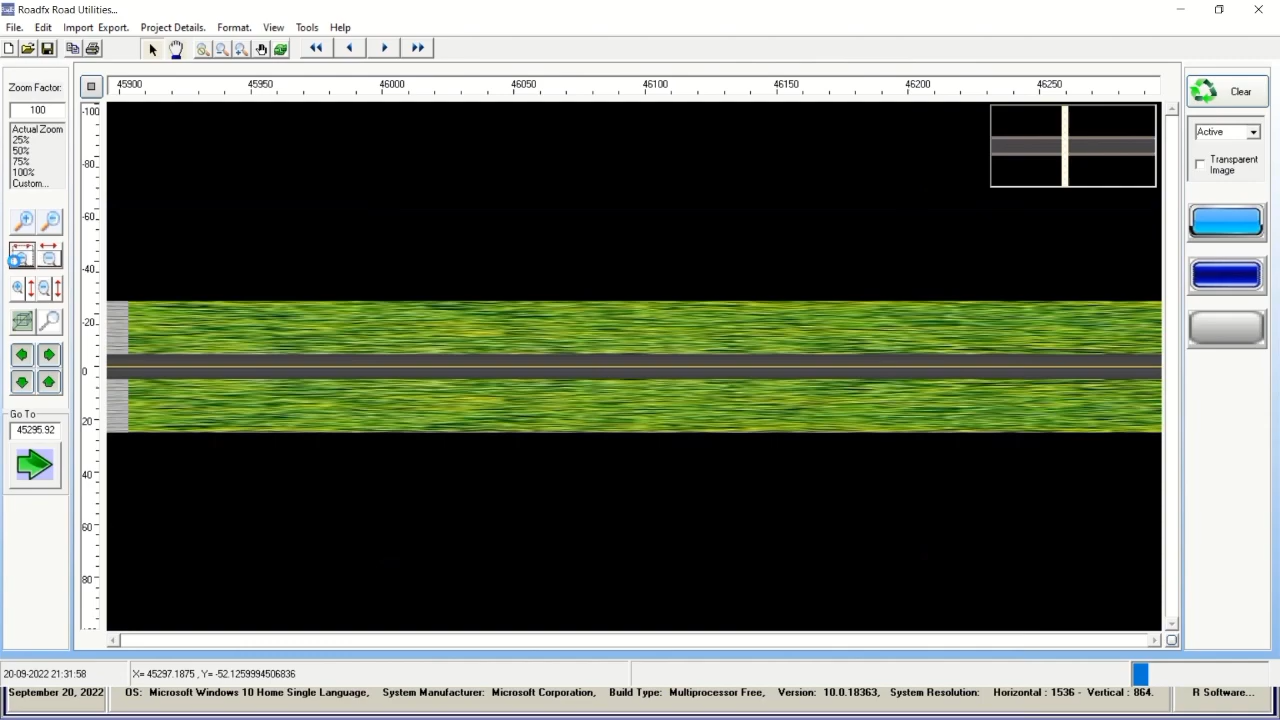 Roadfx Road Utilities...
File. Edit Import Export. Project Details. Format. View Tools Help
Zoom Factor:
100
Actual Zoom
25%
50%
75%
100%
Custom...
45900 45950 46000 46050 46100 46150 46200 46250
-100
-80
-60
-40
-20
0
20
40
60
80
Clear
Active
Transparent
Image
Go To
45295.92
20-09-2022 21:31:58 X= 45297.1875 , Y= -52.1259994506836
September 20, 2022 OS: Microsoft Windows 10 Home Single Language, System Manufacturer: Microsoft Corporation, Build Type: Multiprocessor Free, Version: 10.0.18363, System Resolution: Horizontal : 1536 - Vertical : 864. R Software...